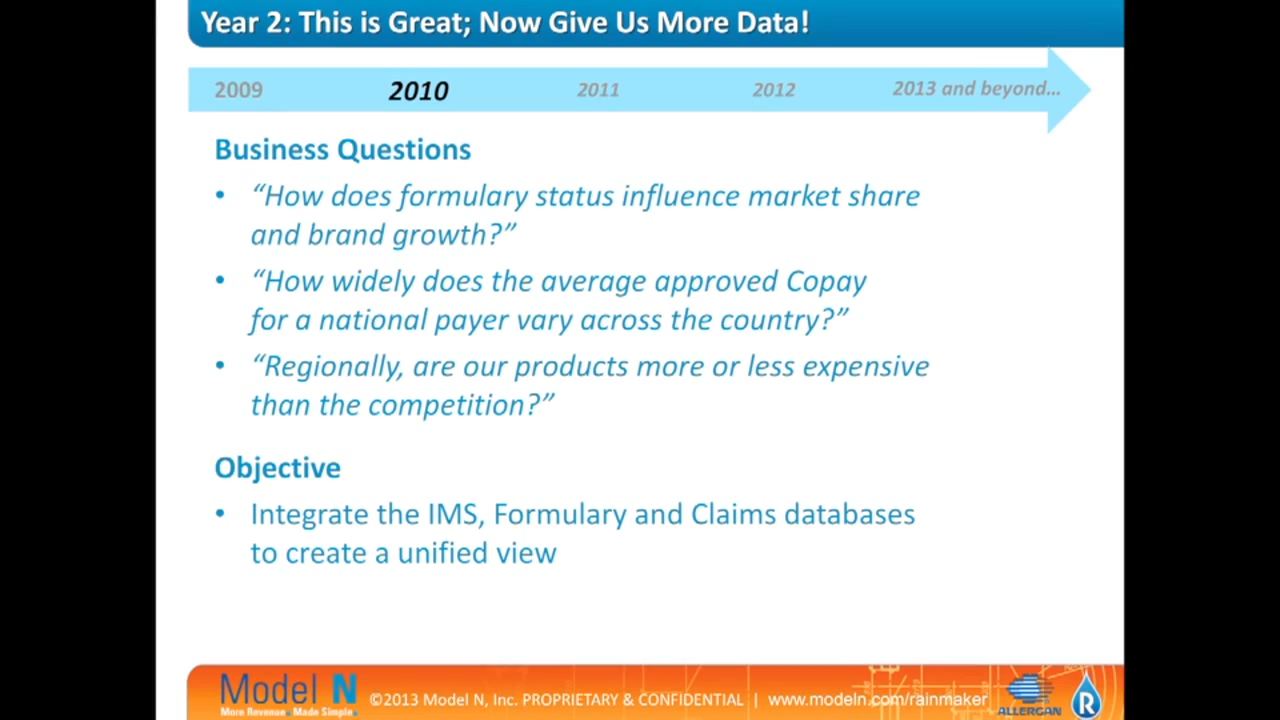 Year 2: This is Great; Now Give Us More Data!
2009 2010 2011 2012 2013 and beyond...
Business Questions
• “How does formulary status influence market share
and brand growth?”
• “How widely does the average approved Copay
for a national payer vary across the country?”
• “Regionally, are our products more or less expensive
than the competition?”
Objective
• Integrate the IMS, Formulary and Claims databases
to create a unified view
Model N
More Revenue. Made Simple.
©2013 Model N, Inc. PROPRIETARY & CONFIDENTIAL | www.modeln.com/rainmaker
ALLERGAN
R